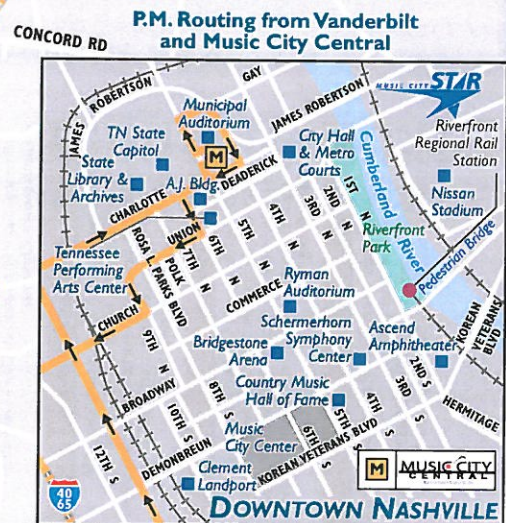 P.M. Routing from Vanderbilt
and Music City Central
CONCORD RD
GAY
JAMES ROBERTSON
JAMES ROBERTSON
MUSIC CITY STAR
Riverfront
Regional Rail
Station
Municipal
Auditorium
M
TN State
Capitol
State
Library &
Archives
A.J. Bldg.
DEADERICK
City Hall
& Metro
Courts
Nissan
Stadium
Cumberland River
1ST N
2ND N
3RD N
4TH N
5TH N
6TH N
7TH N
Riverfront
Park
Pedestrian Bridge
CHARLOTTE
UNION
POLK
ROSA L. PARKS BLVD
Tennessee
Performing
Arts Center
CHURCH
COMMERCE
Ryman
Auditorium
Schermerhorn
Symphony
Center
Ascend
Amphitheater
KOREAN
VETERANS
BLVD
9TH N
Bridgestone
Arena
BROADWAY
8TH S
10TH S
12TH S
Country Music
Hall of Fame
2ND S
3RD S
4TH S
5TH S
6TH S
HERMITAGE
Music
City Center
DEMONBREUN
KOREAN VETERANS BLVD
Clement
Landport
M MUSIC CITY
CENTRAL
40
65
DOWNTOWN NASHVILLE